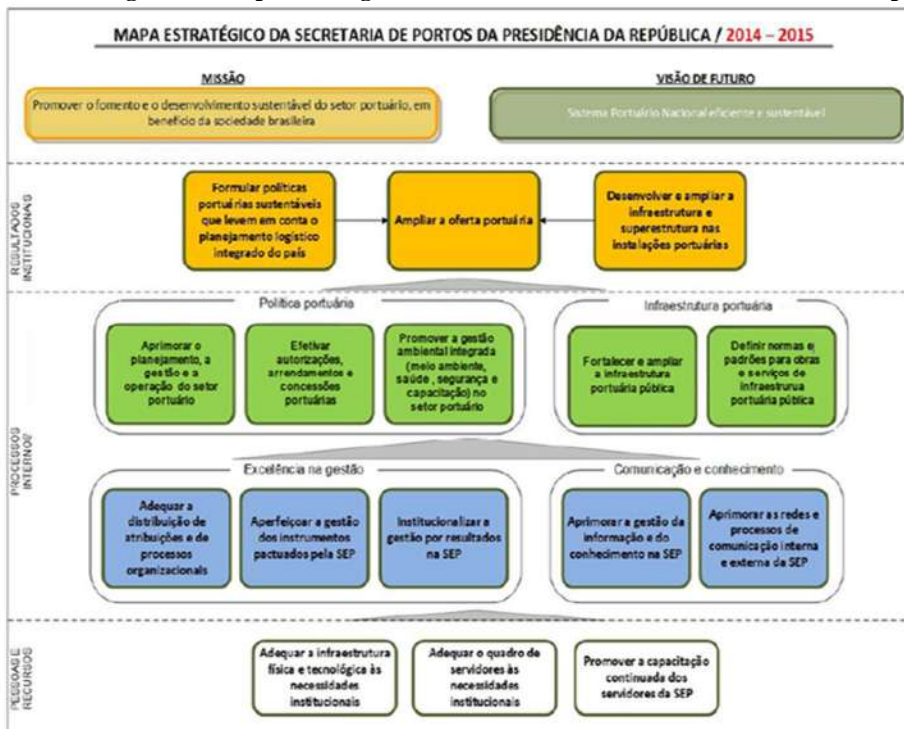 MAPA ESTRATÉGICO DA SECRETARIA DE PORTOS DA PRESIDÊNCIA DA REPÚBLICA / 2014 – 2015
MISSÃO
Promover o fomento e o desenvolvimento sustentável do setor portuário, em
benefício da sociedade brasileira
VISÃO DE FUTURO
Sistema Portuário Nacional eficiente e sustentável
RESULTADOS
INSTITUCIONAIS
Formular políticas
portuárias sustentáveis
que levem em conta o
planejamento logístico
integrado do país
Ampliar a oferta portuária
Desenvolver e ampliar a
infraestrutura e
superestrutura nas
instalações portuárias
PROCESSOS
INTERNOS
Política portuária
Aprimorar o
planejamento, a
gestão e a
operação do setor
portuário
Efetivar
autorizações,
arrendamentos e
concessões
portuárias
Promover a gestão
ambiental integrada
(meio ambiente,
saúde , segurança e
capacitação) no
setor portuário
Infraestrutura portuária
Fortalecer e ampliar
a infraestrutura
portuária pública
Definir normas e
padrões para obras
e serviços de
infraestrurua
portuária pública
Excelência na gestão
Adequar a
distribuição de
atribuições e de
processos
organizacionais
Aperfeiçoar a gestão
dos instrumentos
pactuados pela SEP
Institucionalizar a
gestão por resultados
na SEP
Comunicação e conhecimento
Aprimorar a gestão da
informação e do
conhecimento na SEP
Aprimorar as redes e
processos de
comunicação interna
e externa da SEP
PESSOAS E
RECURSOS
Adequar a infraestrutura
física e tecnológica às
necessidades
institucionais
Adequar o quadro de
servidores às
necessidades
institucionais
Promover a capacitação
continuada dos
servidores da SEP